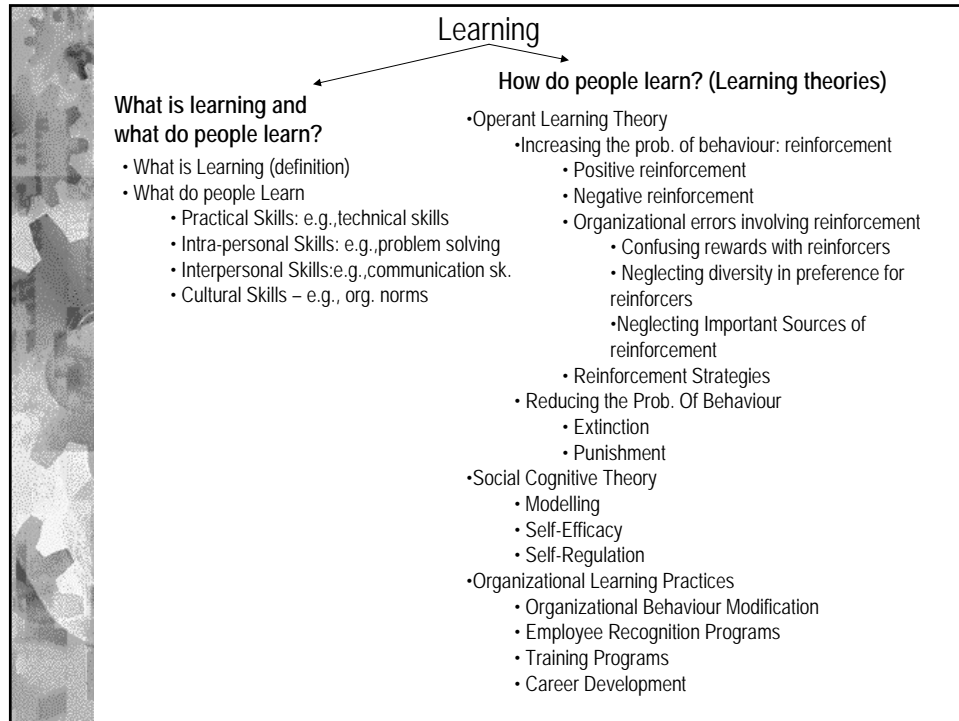 Learning
What is learning and
what do people learn?
• What is Learning (definition)
• What do people Learn
• Practical Skills: e.g.,technical skills
• Intra-personal Skills: e.g.,problem solving
• Interpersonal Skills:e.g.,communication sk.
• Cultural Skills – e.g., org. norms
How do people learn? (Learning theories)
•Operant Learning Theory
•Increasing the prob. of behaviour: reinforcement
• Positive reinforcement
• Negative reinforcement
• Organizational errors involving reinforcement
• Confusing rewards with reinforcers
• Neglecting diversity in preference for
reinforcers
•Neglecting Important Sources of
reinforcement
• Reinforcement Strategies
• Reducing the Prob. Of Behaviour
• Extinction
• Punishment
•Social Cognitive Theory
• Modelling
• Self-Efficacy
• Self-Regulation
•Organizational Learning Practices
• Organizational Behaviour Modification
• Employee Recognition Programs
• Training Programs
• Career Development